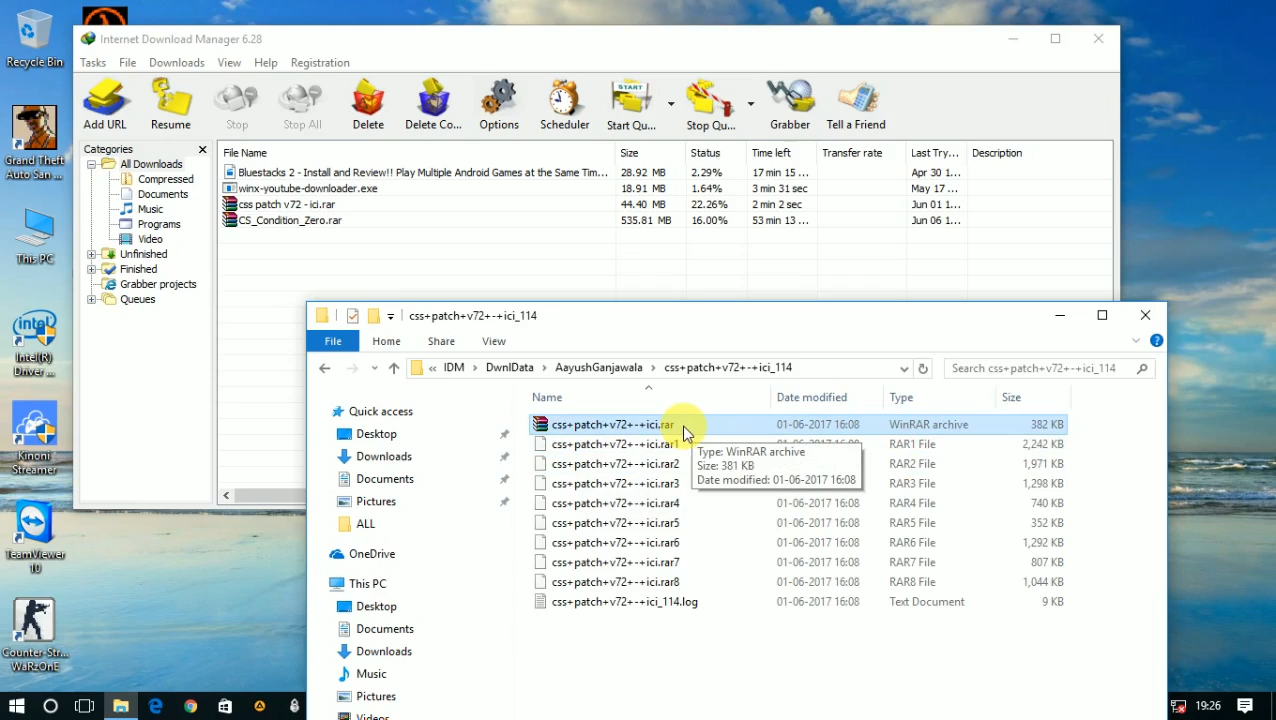 Recycle Bin
Grand Theft
Auto San ...
This PC
Intel(R)
Driver ...
Kinoni
Streamer
TeamViewer
10
Counter-Str...
WaRzOnE
Internet Download Manager 6.28
Tasks File Downloads View Help Registration
Add URL Resume Stop Stop All Delete Delete Co... Options Scheduler START Start Qu... Stop Qu... Grabber Tell a Friend
Categories
All Downloads
Compressed
Documents
Music
Programs
Video
Unfinished
Finished
Grabber projects
Queues
File Name Size Status Time left Transfer rate Last Try... Description
Bluestacks 2 - Install and Review!! Play Multiple Android Games at the Same Tim... 28.92 MB 2.29% 17 min 15 ... Apr 30 1...
winx-youtube-downloader.exe 18.91 MB 1.64% 3 min 31 sec May 17 ...
css patch v72 - ici.rar 44.40 MB 22.26% 2 min 2 sec Jun 01 ...
CS_Condition_Zero.rar 535.81 MB 16.00% 53 min 13 ... Jun 06 ...
css+patch+v72+-+ici_114
File Home Share View
« IDM > DwnlData > AayushGanjawala > css+patch+v72+-+ici_114
Search css+patch+v72+-+ici_114
Quick access
Desktop
Downloads
Documents
Pictures
ALL
OneDrive
This PC
Desktop
Documents
Downloads
Music
Pictures
Videos
Name Date modified Type Size
css+patch+v72+-+ici.rar 01-06-2017 16:08 WinRAR archive 382 KB
css+patch+v72+-+ici.rar1 01-06-2017 16:08 RAR1 File 2,242 KB
css+patch+v72+-+ici.rar2 RAR2 File 1,971 KB
css+patch+v72+-+ici.rar3 RAR3 File 1,298 KB
css+patch+v72+-+ici.rar4 01-06-2017 16:08 RAR4 File 740 KB
css+patch+v72+-+ici.rar5 01-06-2017 16:08 RAR5 File 352 KB
css+patch+v72+-+ici.rar6 01-06-2017 16:08 RAR6 File 1,292 KB
css+patch+v72+-+ici.rar7 01-06-2017 16:08 RAR7 File 807 KB
css+patch+v72+-+ici.rar8 01-06-2017 16:08 RAR8 File 1,044 KB
css+patch+v72+-+ici_114.log 01-06-2017 16:08 Text Document 9 KB
Type: WinRAR archive
Size: 381 KB
Date modified: 01-06-2017 16:08
19:26